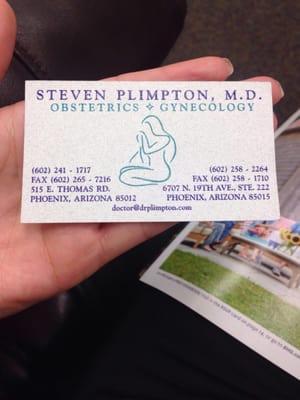 STEVEN PLIMPTON, M.D.
OBSTETRICS ✧ GYNECOLOGY
(602) 241 - 1717
FAX (602) 265 - 7216
515 E. THOMAS RD.
PHOENIX, ARIZONA 85012
(602) 258 - 2264
FAX (602) 258 - 1710
6707 N. 19TH AVE., STE. 222
PHOENIX, ARIZONA 85015
doctor@drplimpton.com